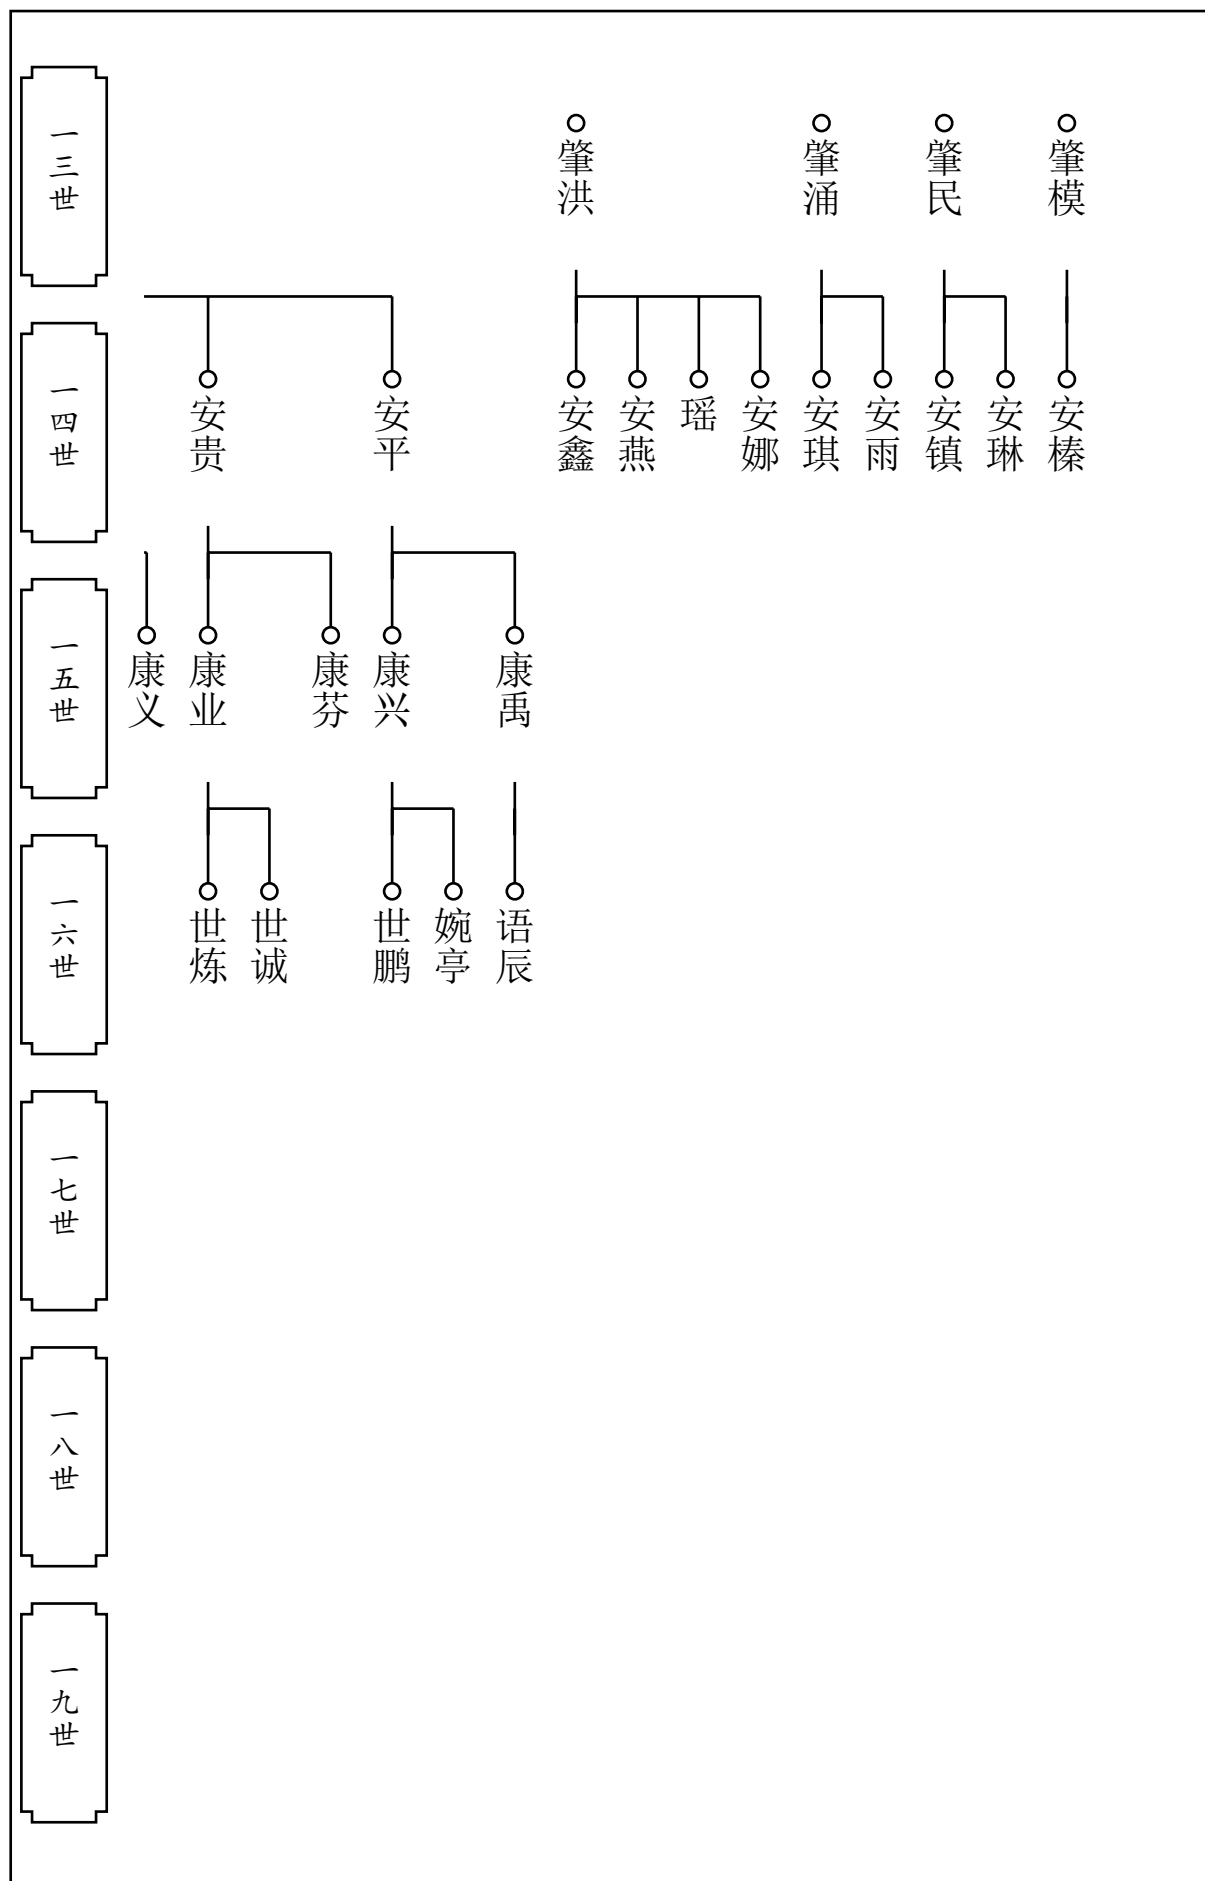 一三世
肇洪
肇涌
肇民
肇模
一四世
安贵
安平
安鑫
安燕
瑶
安娜
安琪
安雨
安镇
安琳
安榛
一五世
康义
康业
康芬
康兴
康禹
一六世
世炼
世诚
世鹏
婉亭
语辰
一七世
一八世
一九世